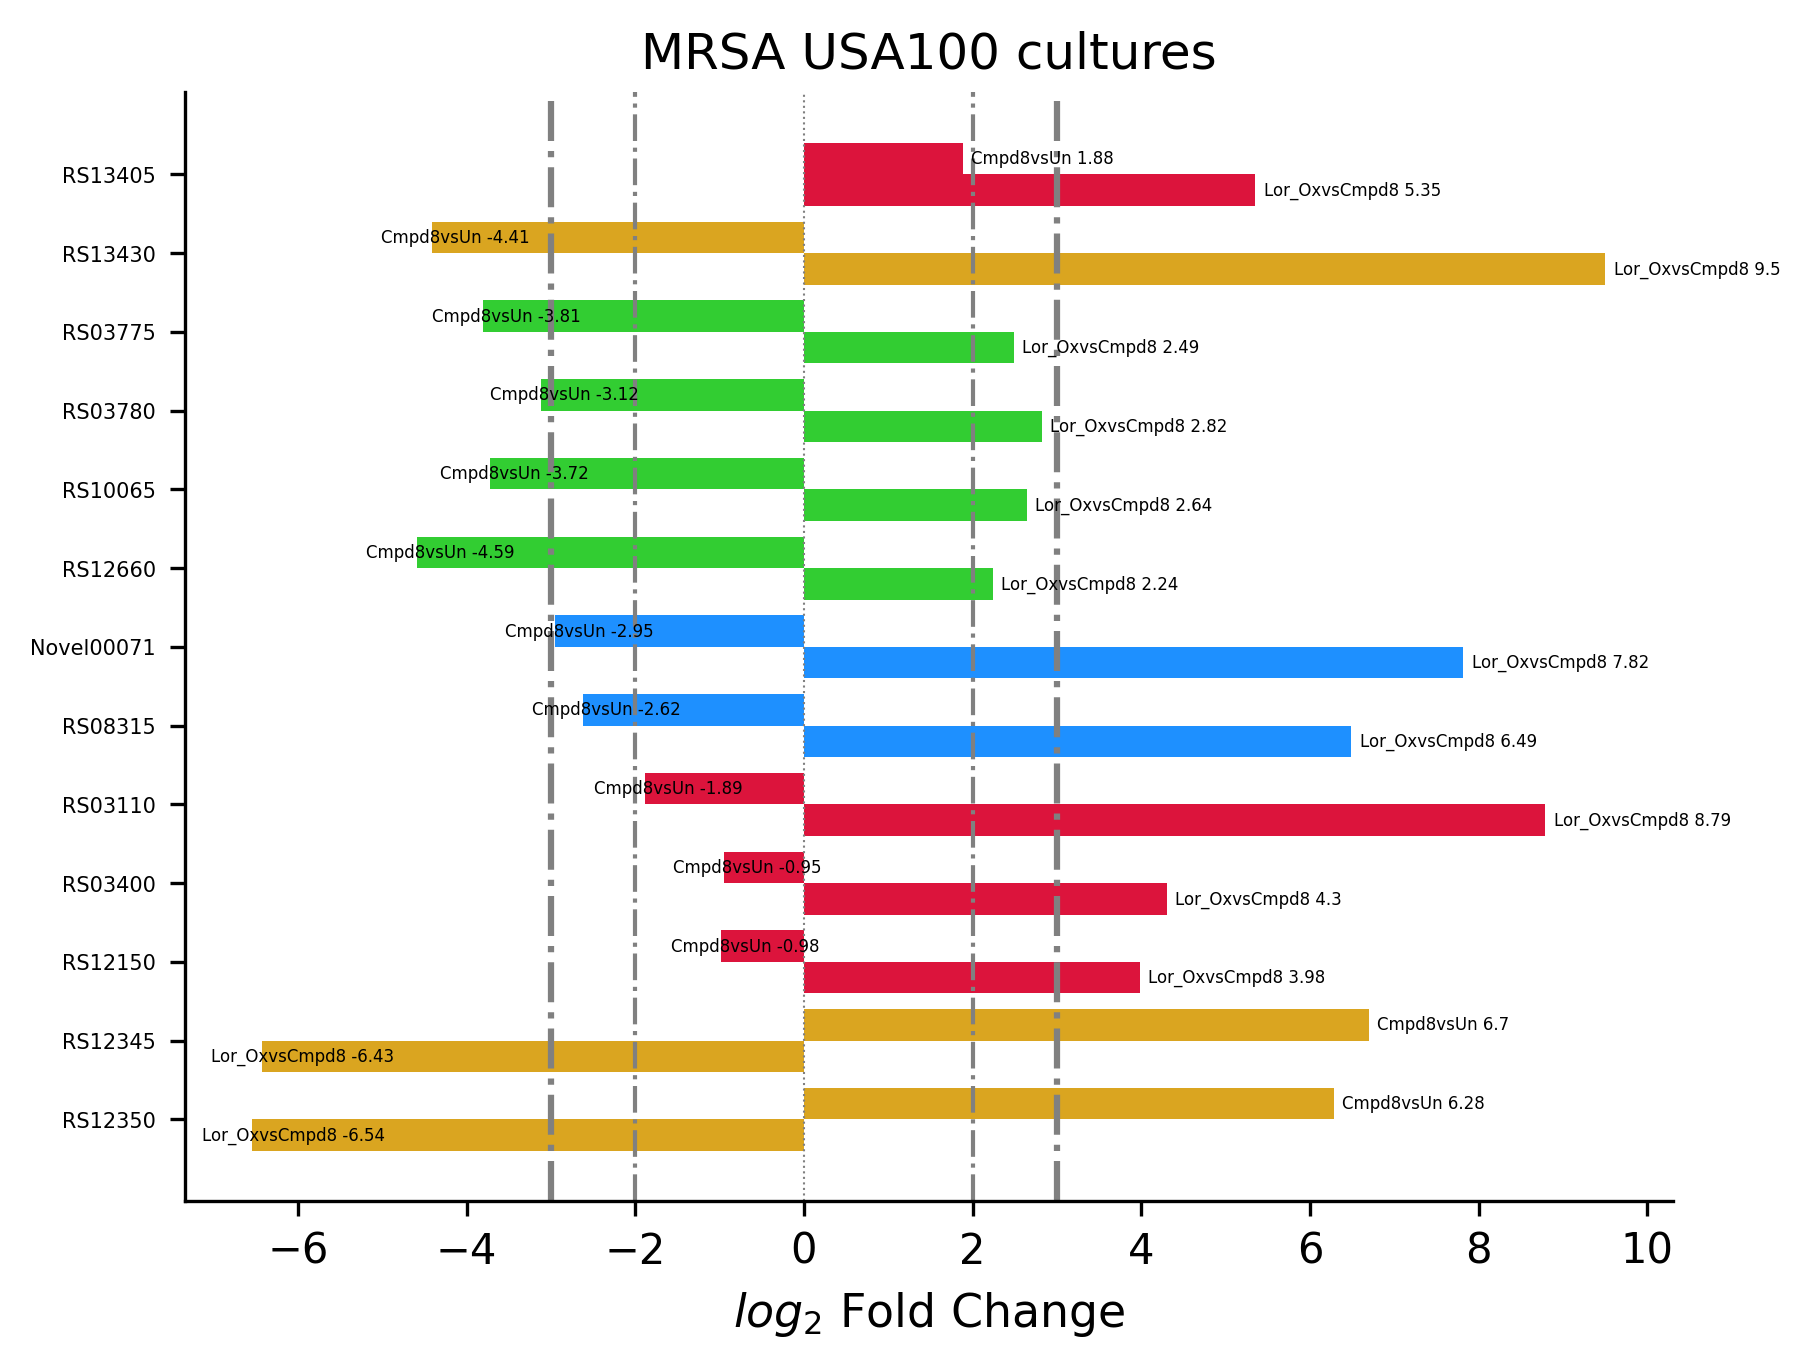 MRSA USA100 cultures
RS13405
Cmpd8vsUn 1.88
Lor_OxvsCmpd8 5.35
RS13430
Cmpd8vsUn -4.41
Lor_OxvsCmpd8 9.5
RS03775
Cmpd8vsUn -3.81
Lor_OxvsCmpd8 2.49
RS03780
Cmpd8vsUn -3.12
Lor_OxvsCmpd8 2.82
RS10065
Cmpd8vsUn -3.72
Lor_OxvsCmpd8 2.64
RS12660
Cmpd8vsUn -4.59
Lor_OxvsCmpd8 2.24
Novel00071
Cmpd8vsUn -2.95
Lor_OxvsCmpd8 7.82
RS08315
Cmpd8vsUn -2.62
Lor_OxvsCmpd8 6.49
RS03110
Cmpd8vsUn -1.89
Lor_OxvsCmpd8 8.79
RS03400
Cmpd8vsUn -0.95
Lor_OxvsCmpd8 4.3
RS12150
Cmpd8vsUn -0.98
Lor_OxvsCmpd8 3.98
RS12345
Cmpd8vsUn 6.7
Lor_OxvsCmpd8 -6.43
RS12350
Cmpd8vsUn 6.28
Lor_OxvsCmpd8 -6.54
−6 −4 −2 0 2 4 6 8 10
log₂ Fold Change